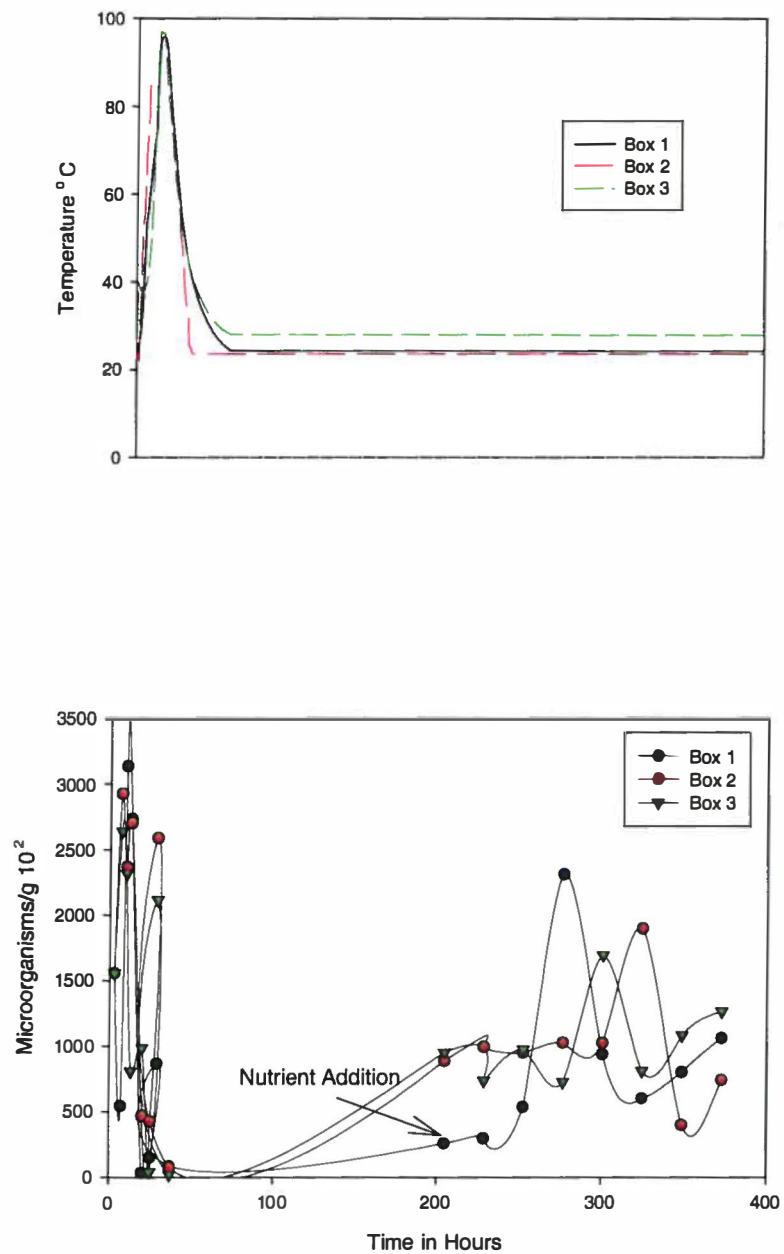 100
80
60
40
20
0
Temperature ° C
Box 1
Box 2
Box 3
3500
3000
2500
2000
1500
1000
500
0
Microorganisms/g 10²
Box 1
Box 2
Box 3
Nutrient Addition
0 100 200 300 400
Time in Hours